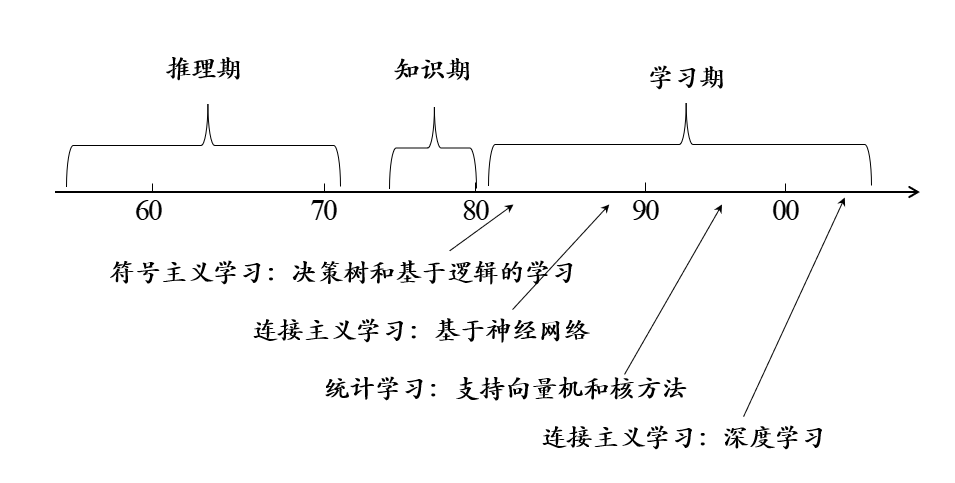 推理期
知识期
学习期
60
70
80
90
00
符号主义学习：决策树和基于逻辑的学习
连接主义学习：基于神经网络
统计学习：支持向量机和核方法
连接主义学习：深度学习